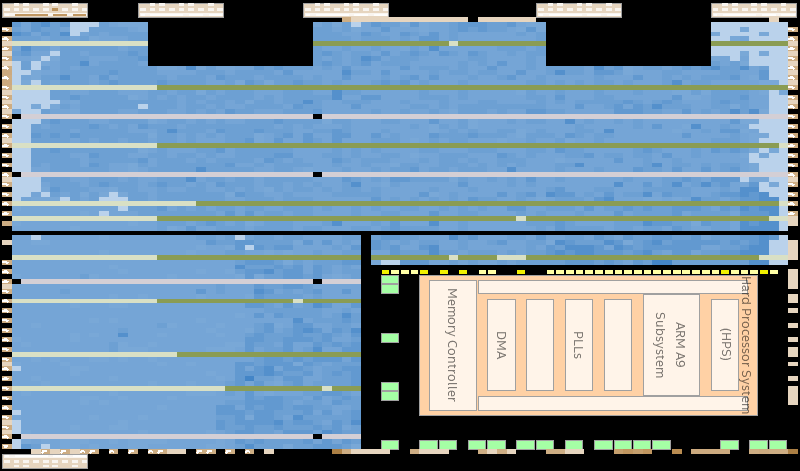 Memory Controller
DMA
PLLs
ARM A9
Subsystem
(HPS)
Hard Processor System